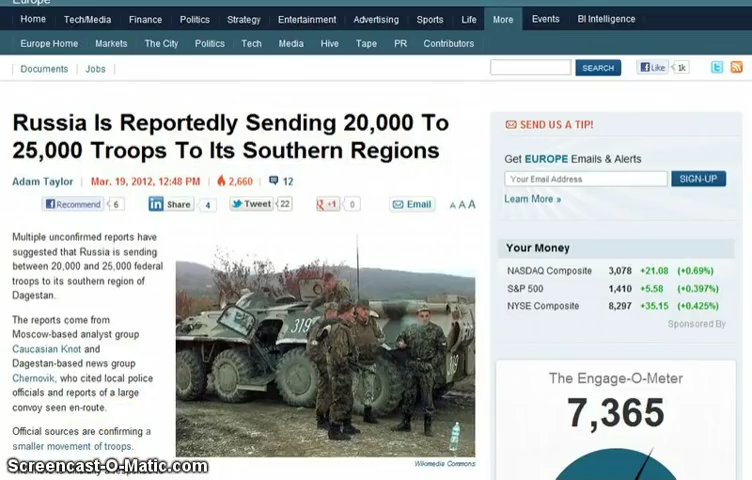 Europe
Home Tech/Media Finance Politics Strategy Entertainment Advertising Sports Life More Events BI Intelligence
Europe Home Markets The City Politics Tech Media Hive Tape PR Contributors
Documents Jobs SEARCH Like 1k
Russia Is Reportedly Sending 20,000 To
25,000 Troops To Its Southern Regions
Adam Taylor | Mar. 19, 2012, 12:48 PM | 2,660 | 12
Recommend 6 Share 4 Tweet 22 +1 0 Email A A A
Multiple unconfirmed reports have
suggested that Russia is sending
between 20,000 and 25,000 federal
troops to its southern region of
Dagestan.
The reports come from
Moscow-based analyst group
Caucasian Knot and
Dagestan-based news group
Chernovik, who cited local police
officials and reports of a large
convoy seen en-route.
Official sources are confirming a
smaller movement of troops.
319
Wikimedia Commons
SEND US A TIP!
Get EUROPE Emails & Alerts
Your Email Address SIGN-UP
Learn More »
Your Money
NASDAQ Composite 3,078 +21.08 (+0.69%)
S&P 500 1,410 +5.58 (+0.397%)
NYSE Composite 8,297 +35.15 (+0.425%)
Sponsored By
The Engage-O-Meter
7,365
Screencast-O-Matic.com